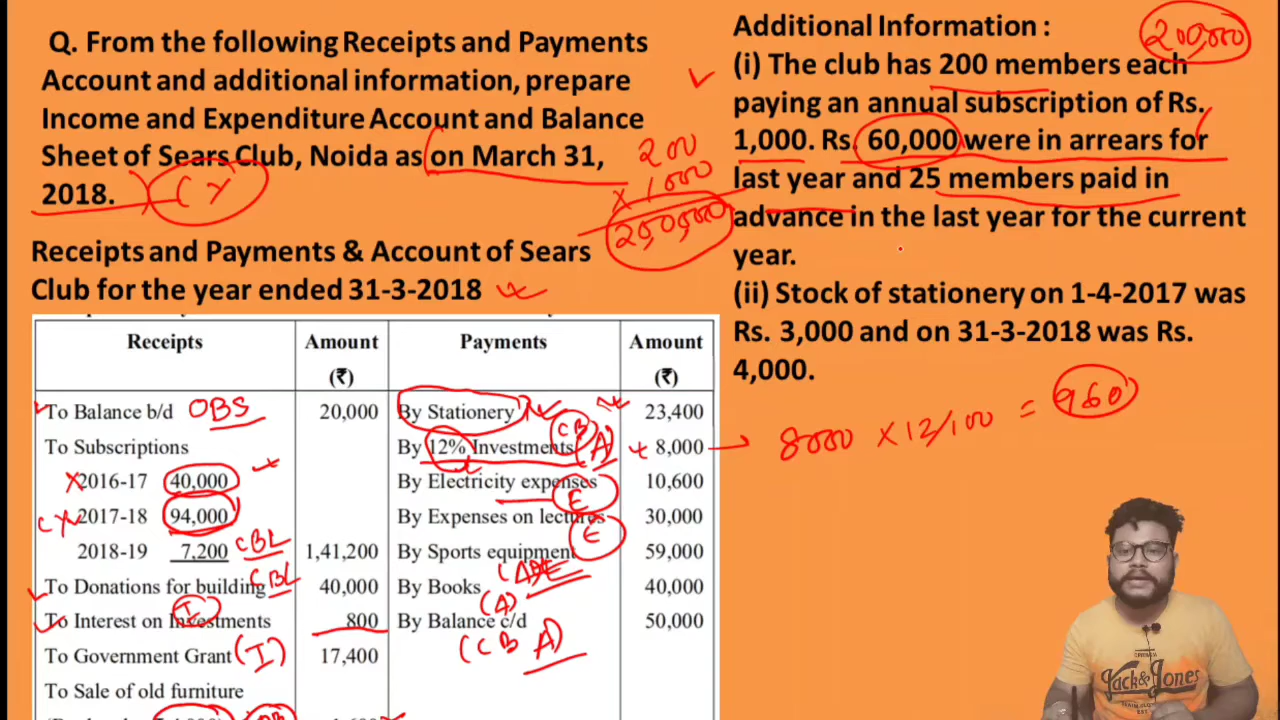 Q. From the following Receipts and Payments
Account and additional information, prepare
Income and Expenditure Account and Balance
Sheet of Sears Club, Noida as on March 31,
2018.
(Y)
200
×1000
200,000
Receipts and Payments & Account of Sears
Club for the year ended 31-3-2018
Receipts Amount Payments Amount
(₹) (₹)
To Balance b/d OBS 20,000 By Stationery 23,400
To Subscriptions By 12% Investments CB (A) 8,000
2016-17 40,000 By Electricity expenses E 10,600
2017-18 94,000 By Expenses on lectures E 30,000
2018-19 7,200 CBL 1,41,200 By Sports equipment 59,000
To Donations for building CBL 40,000 By Books (A) 40,000
To Interest on Investments I 800 By Balance c/d (CB A) 50,000
To Government Grant (I) 17,400
To Sale of old furniture
Additional Information :
200,000
(i) The club has 200 members each
paying an annual subscription of Rs.
1,000. Rs. 60,000 were in arrears for
last year and 25 members paid in
advance in the last year for the current
year.
(ii) Stock of stationery on 1-4-2017 was
Rs. 3,000 and on 31-3-2018 was Rs.
4,000.
8000 × 12/100 = 960
Jack & Jones